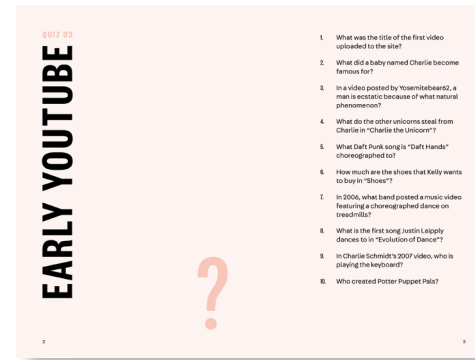 QUIZ 03
EARLY YOUTUBE
?
2
1. What was the title of the first video
uploaded to the site?
2. What did a baby named Charlie become
famous for?
3. In a video posted by Yosemitebear62, a
man is ecstatic because of what natural
phenomenon?
4. What do the other unicorns steal from
Charlie in “Charlie the Unicorn”?
5. What Daft Punk song is “Daft Hands”
choreographed to?
6. How much are the shoes that Kelly wants
to buy in “Shoes”?
7. In 2006, what band posted a music video
featuring a choreographed dance on
treadmills?
8. What is the first song Justin Laipply
dances to in “Evolution of Dance”?
9. In Charlie Schmidt's 2007 video, who is
playing the keyboard?
10. Who created Potter Puppet Pals?
3